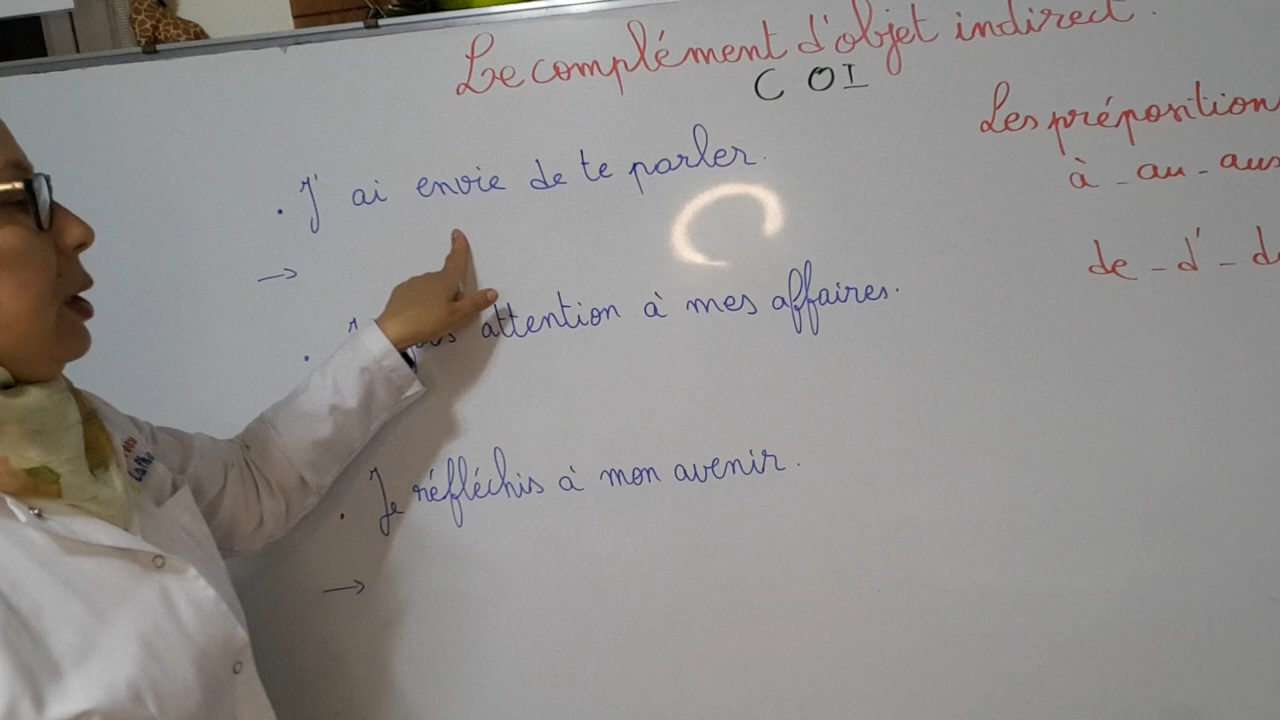 Le complément d'objet indirect.
COI
Les préposition
à - au - aux
. J'ai envie de te parler.
de - d' -
→
. attention à mes affaires.
. Je réfléchis à mon avenir.
→